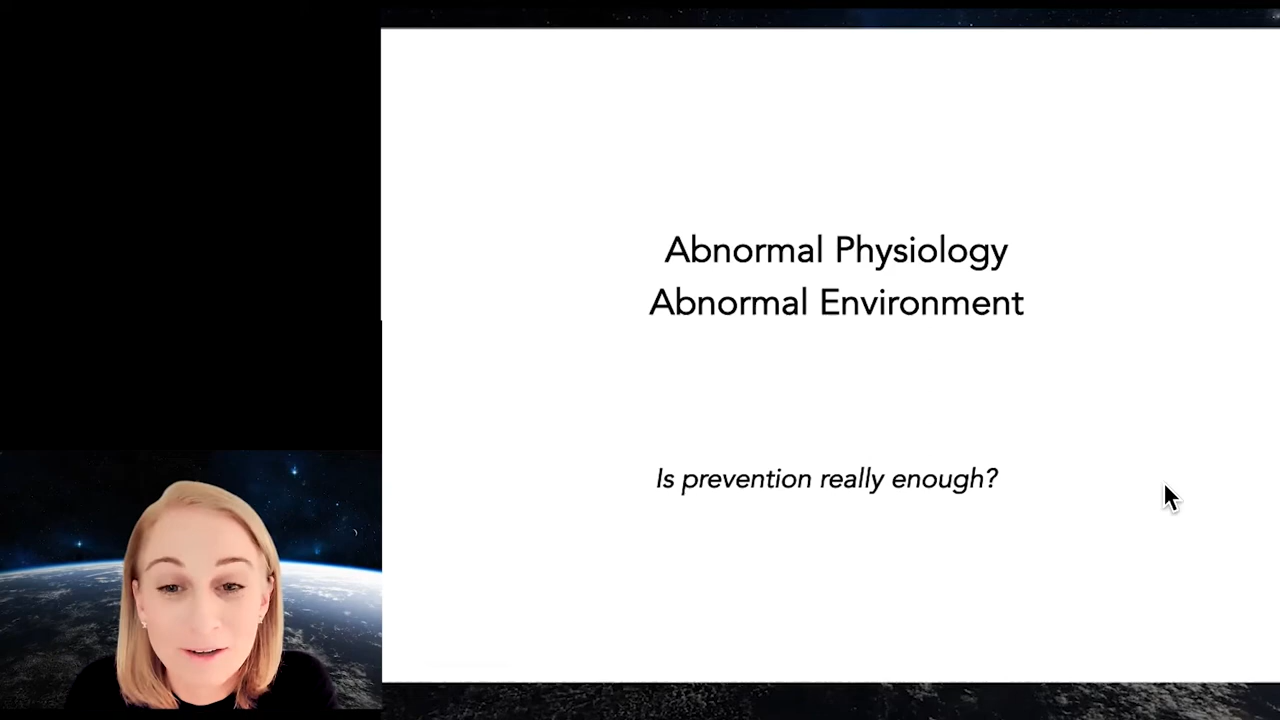 Abnormal Physiology
Abnormal Environment
Is prevention really enough?